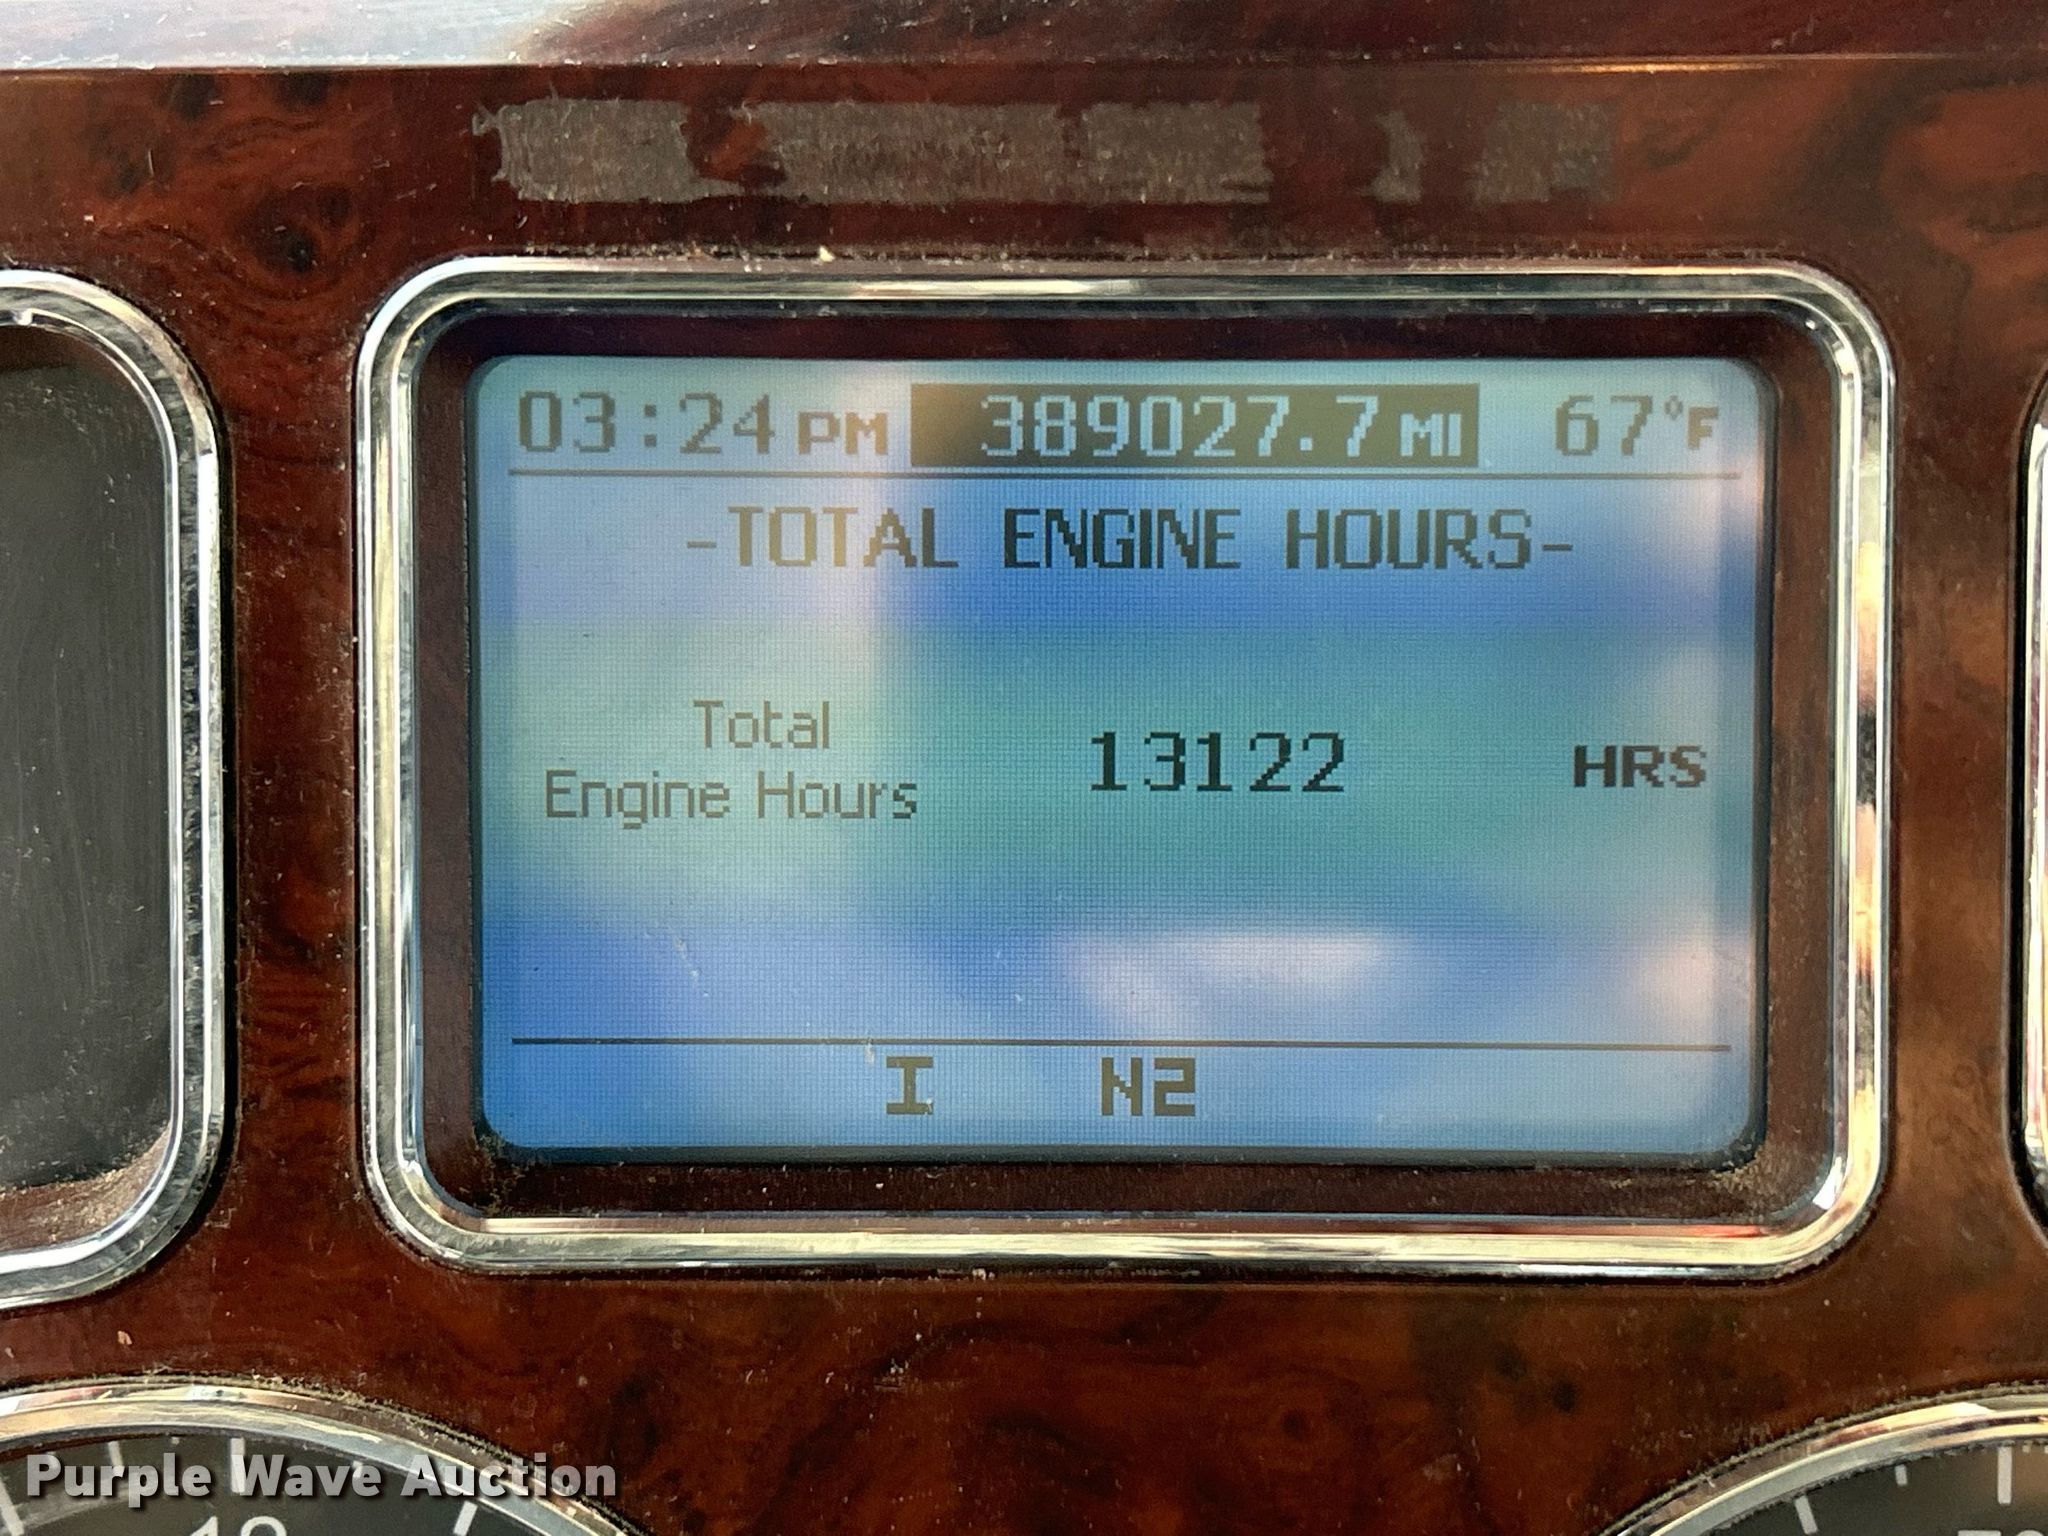 03:24 PM 389027.7 MI 67°F
-TOTAL ENGINE HOURS-
Total
Engine Hours 13122 HRS
I N2
Purple Wave Auction